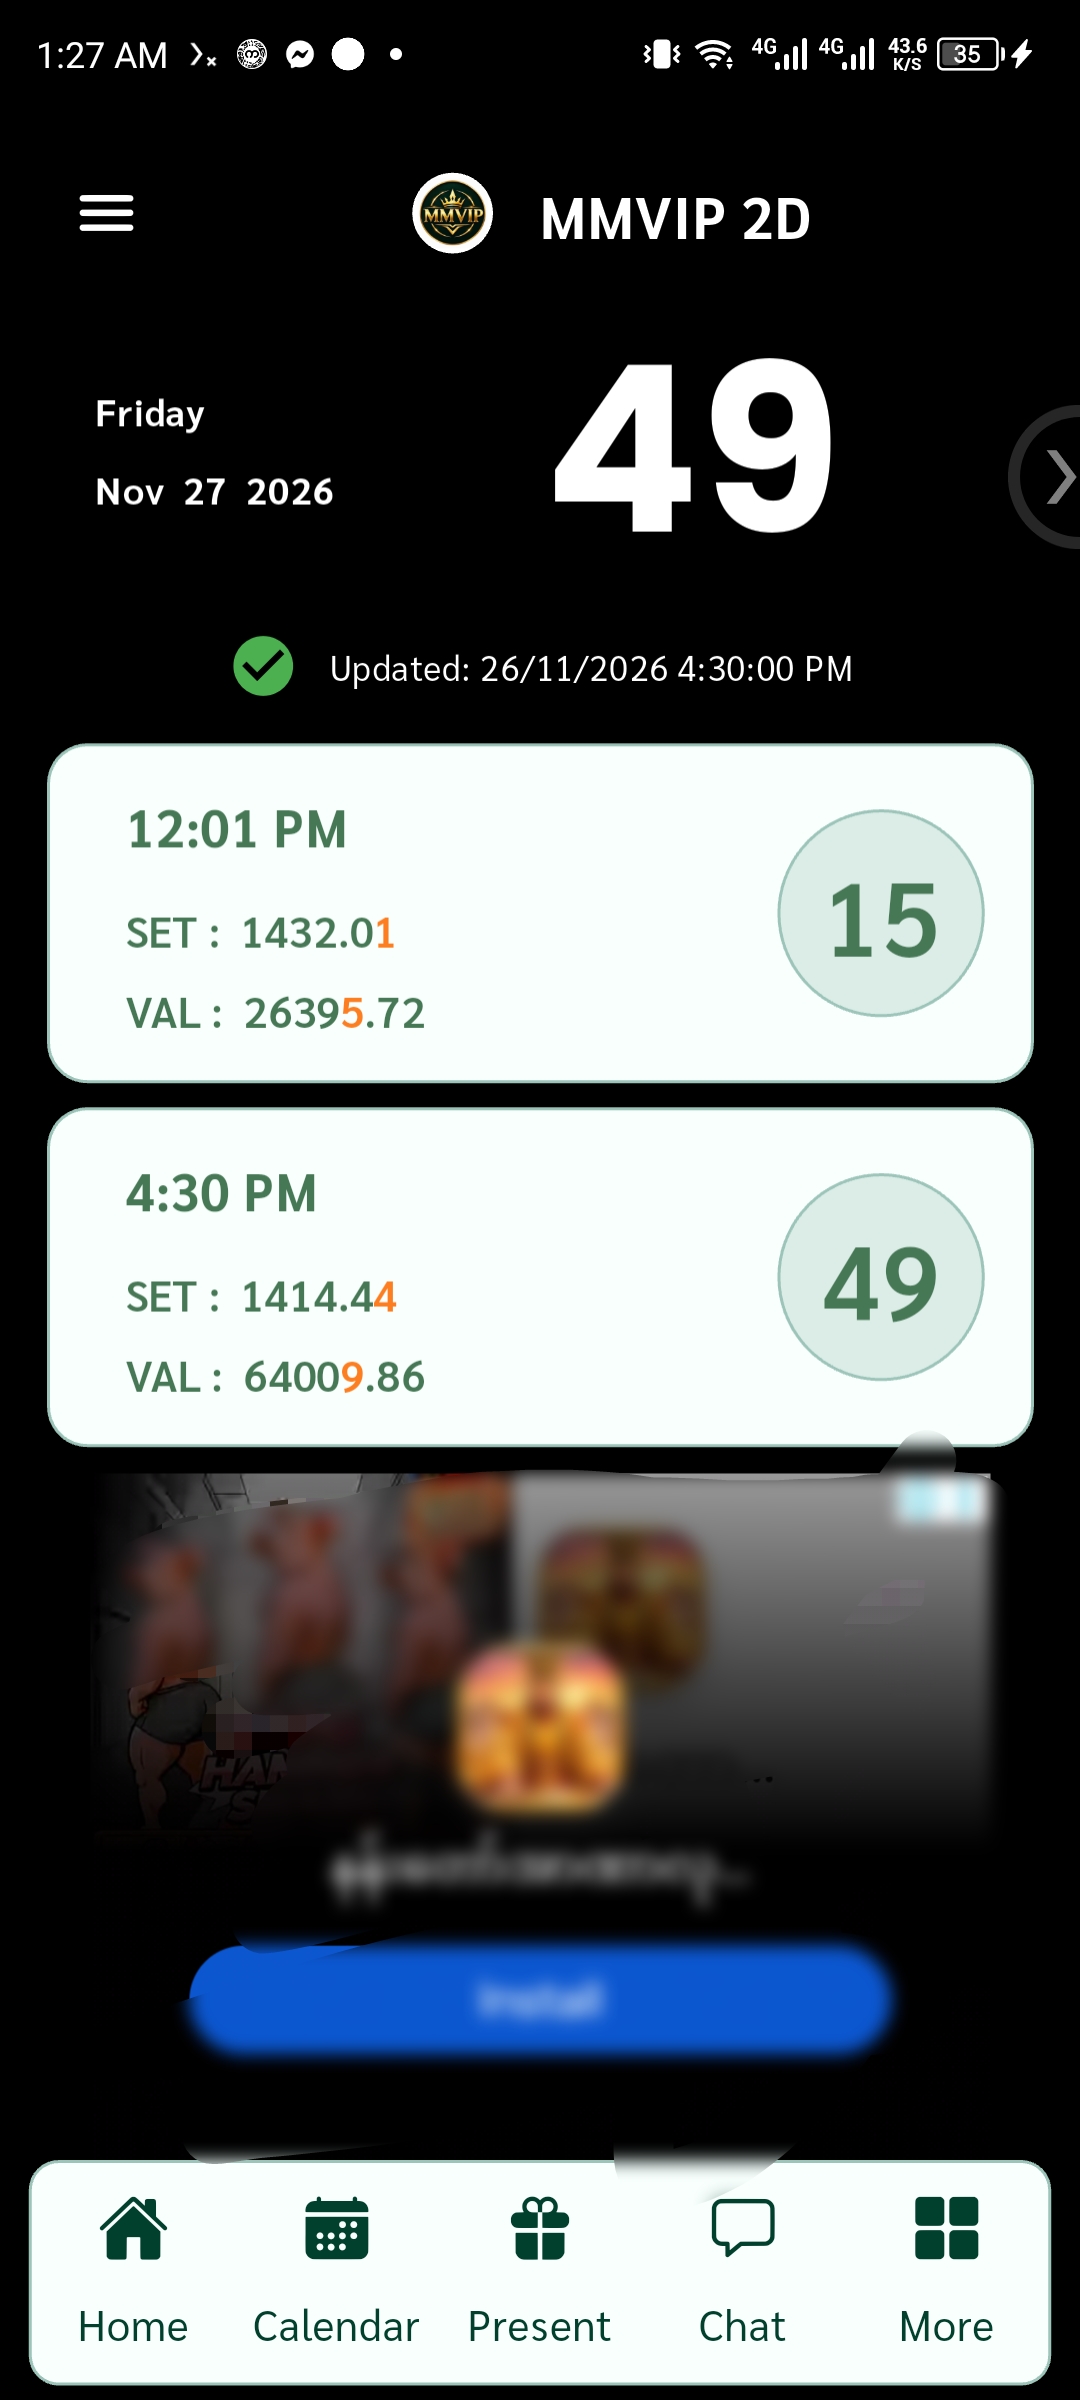 1:27 AM
4G 4G 43.6 K/S 35
MMVIP MMVIP 2D
Friday
Nov 27 2026
49
Updated: 26/11/2026 4:30:00 PM
12:01 PM
SET : 1432.01
VAL : 26395.72
15
4:30 PM
SET : 1414.44
VAL : 64009.86
49
Install
Home Calendar Present Chat More